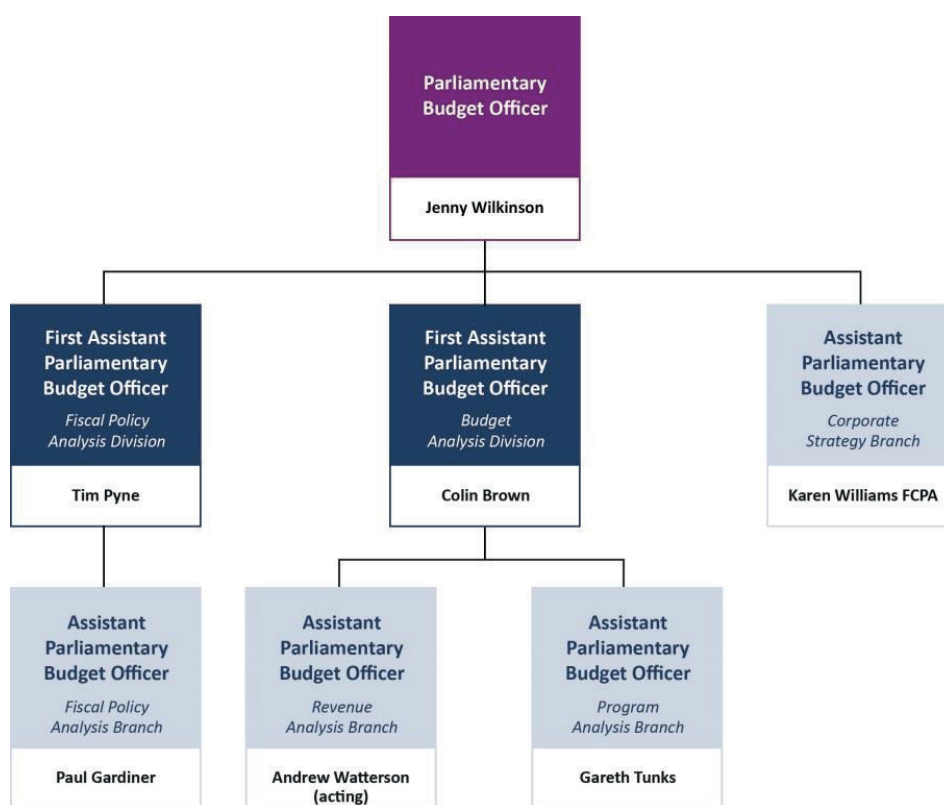 Parliamentary
Budget Officer
Jenny Wilkinson
First Assistant
Parliamentary
Budget Officer
Fiscal Policy
Analysis Division
Tim Pyne
First Assistant
Parliamentary
Budget Officer
Budget
Analysis Division
Colin Brown
Assistant
Parliamentary
Budget Officer
Corporate
Strategy Branch
Karen Williams FCPA
Assistant
Parliamentary
Budget Officer
Fiscal Policy
Analysis Branch
Paul Gardiner
Assistant
Parliamentary
Budget Officer
Revenue
Analysis Branch
Andrew Watterson
(acting)
Assistant
Parliamentary
Budget Officer
Program
Analysis Branch
Gareth Tunks